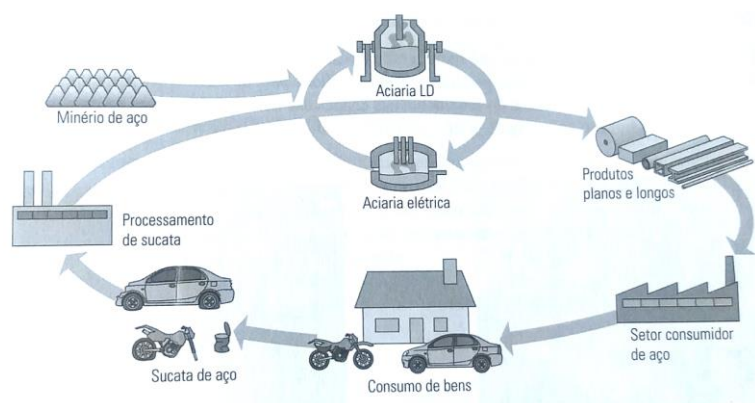 Aciaria LD
Minério de aço
Aciaria elétrica
Produtos
planos e longos
Processamento
de sucata
Setor consumidor
de aço
Sucata de aço
Consumo de bens